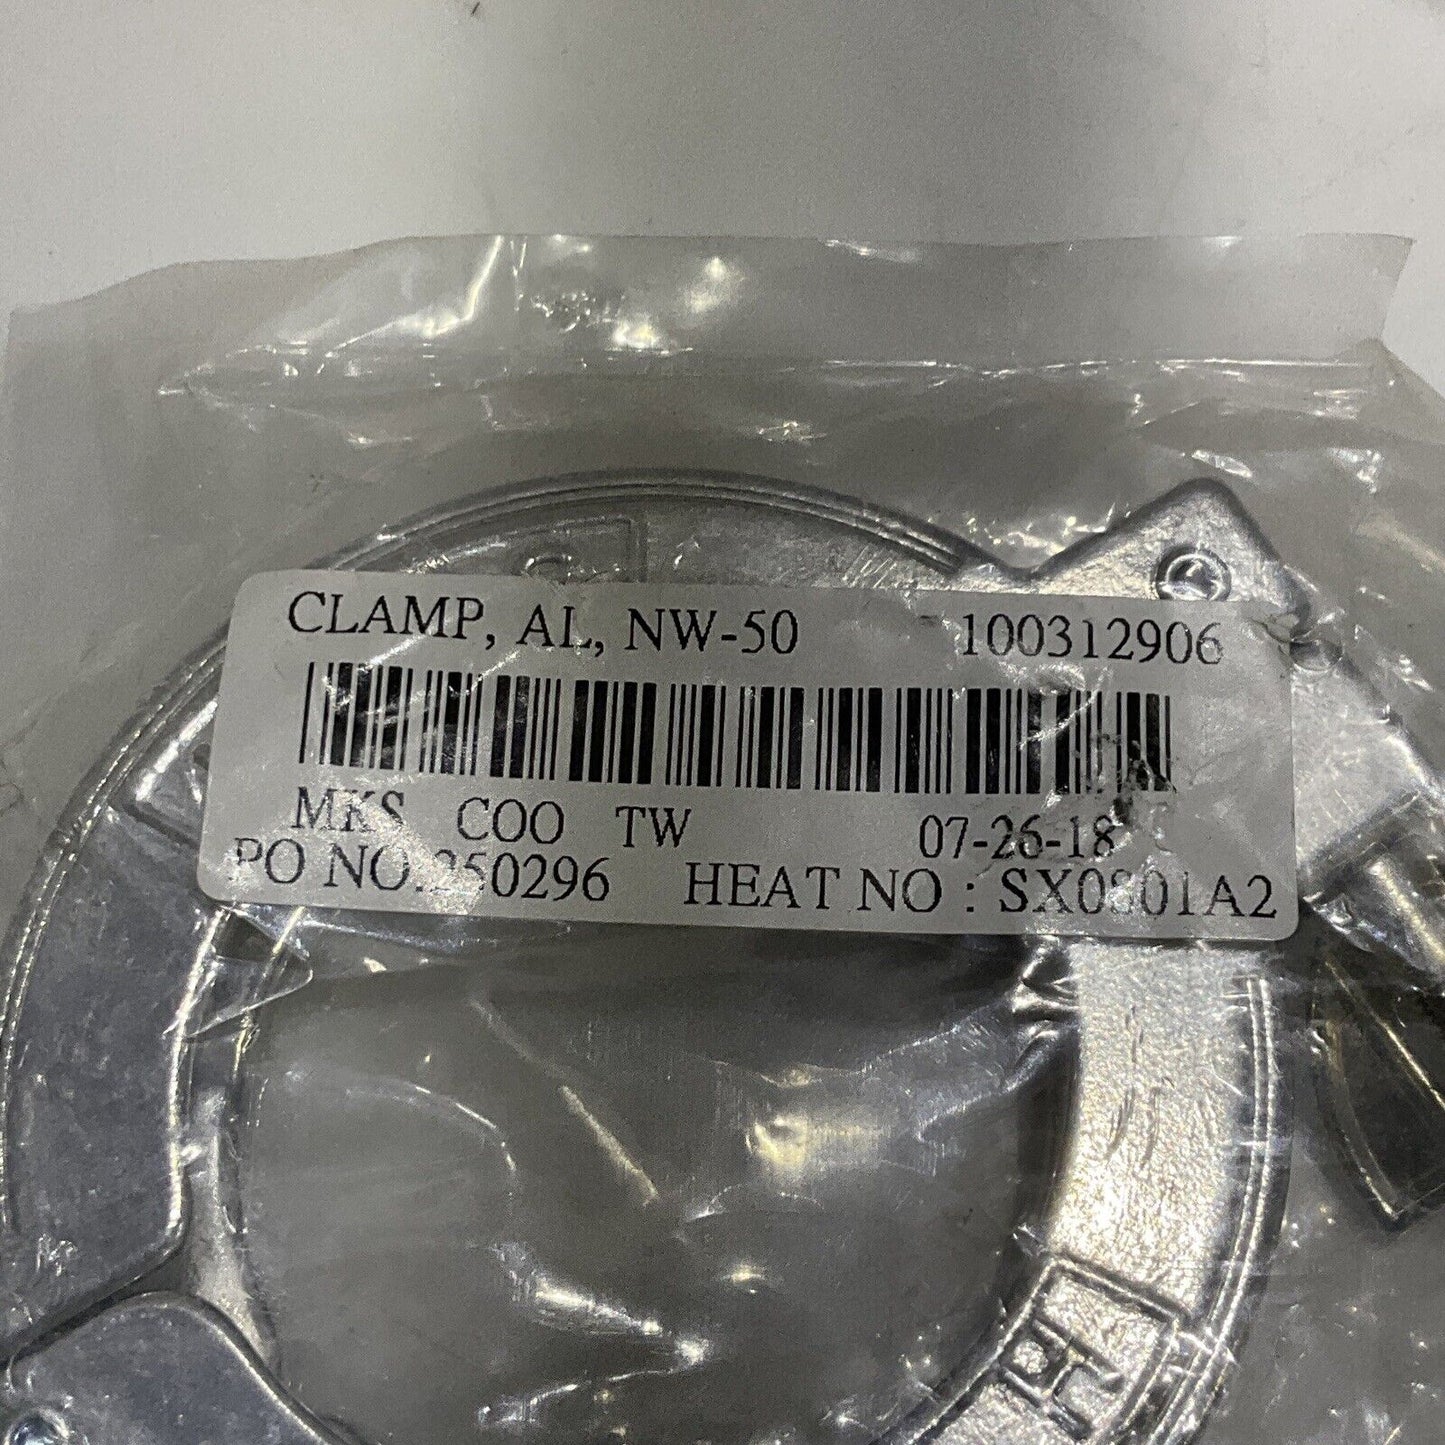 CLAMP, AL, NW-50 100312906
MKS COO TW 07-26-18
PO NO.250296 HEAT NO : SX0801A2